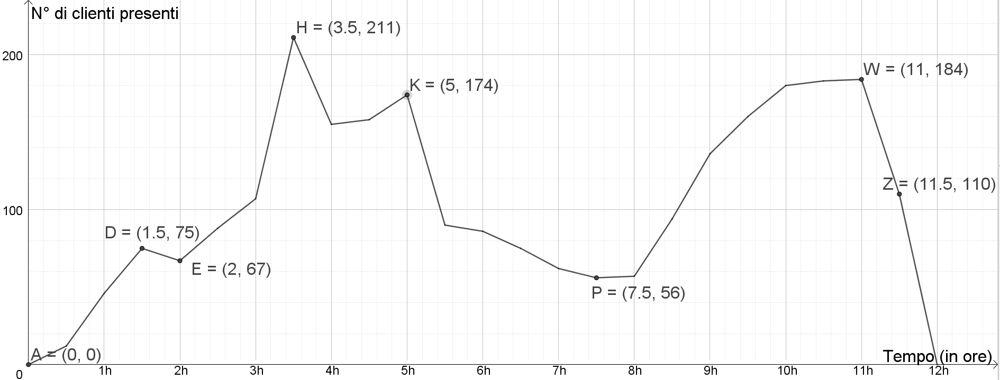 N° di clienti presenti
H = (3.5, 211)
200
W = (11, 184)
K = (5, 174)
Z = (11.5, 110)
100
D = (1.5, 75)
E = (2, 67)
P = (7.5, 56)
A = (0, 0)
Tempo (in ore)
0
1h
2h
3h
4h
5h
6h
7h
8h
9h
10h
11h
12h